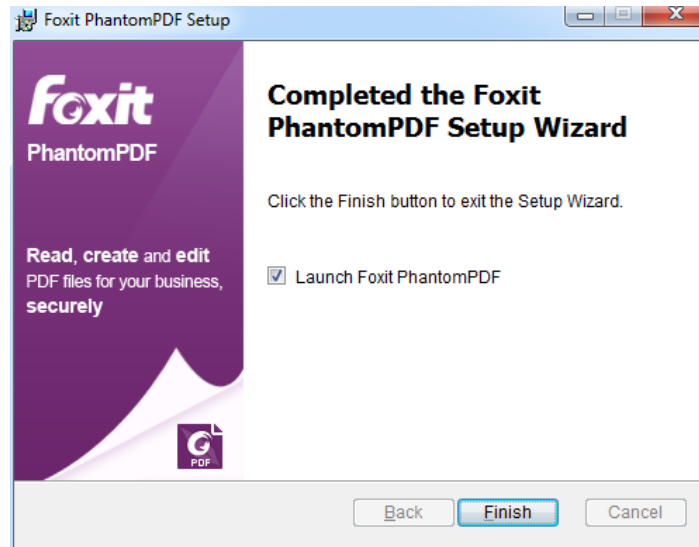 Foxit PhantomPDF Setup
foxit
PhantomPDF
Completed the Foxit
PhantomPDF Setup Wizard
Click the Finish button to exit the Setup Wizard.
Read, create and edit
PDF files for your business,
securely
Launch Foxit PhantomPDF
PDF
Back Finish Cancel